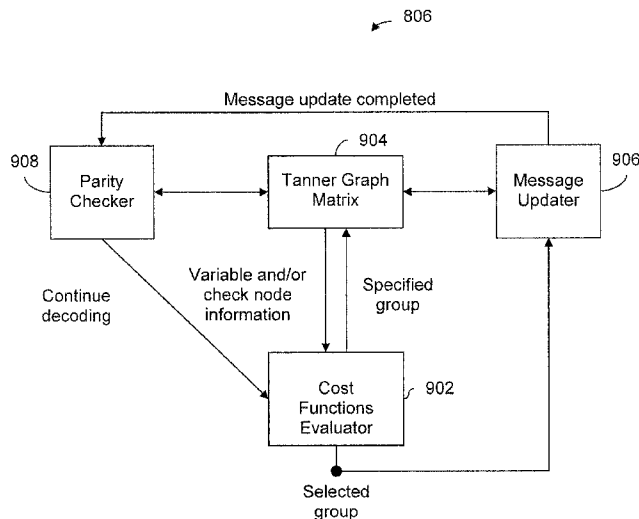 806
Message update completed
904
908
906
Parity
Checker
Tanner Graph
Matrix
Message
Updater
Continue
decoding
Variable and/or
check node
information
Specified
group
902
Cost
Functions
Evaluator
Selected
group